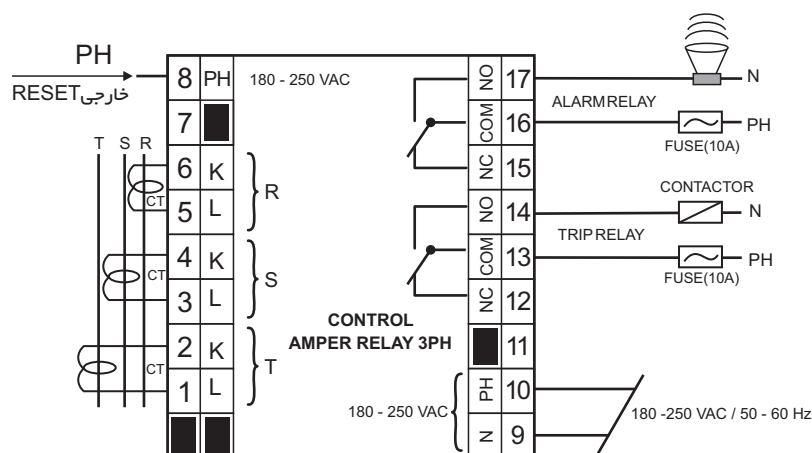 PH
RESET خارجی
T S R
8 PH 180 - 250 VAC
7
6 K
5 L
R
CT
4 K
3 L
S
CT
2 K
1 L
T
CT
CONTROL
AMPER RELAY 3PH
NO 17
N
ALARM RELAY
COM 16
PH
FUSE(10A)
NC 15
CONTACTOR
NO 14
N
TRIP RELAY
COM 13
PH
FUSE(10A)
NC 12
11
PH 10
180 - 250 VAC
180 -250 VAC / 50 - 60 Hz
N 9